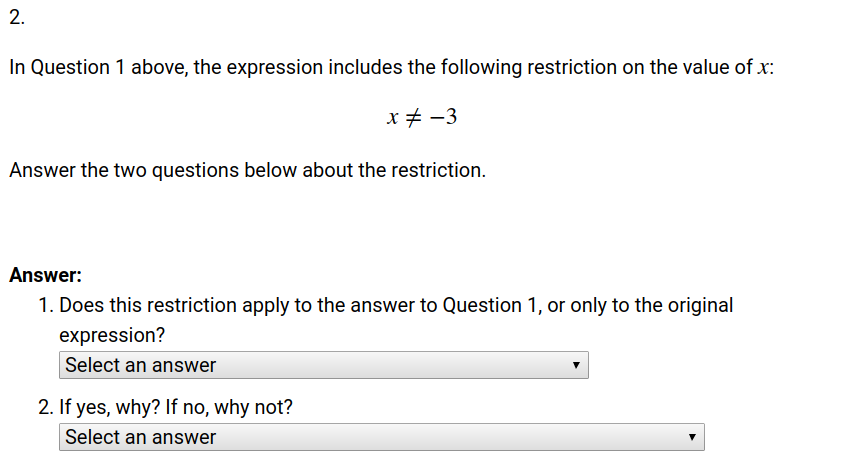 2.
In Question 1 above, the expression includes the following restriction on the value of x:
x ≠ −3
Answer the two questions below about the restriction.
Answer:
1. Does this restriction apply to the answer to Question 1, or only to the original
expression?
Select an answer
2. If yes, why? If no, why not?
Select an answer